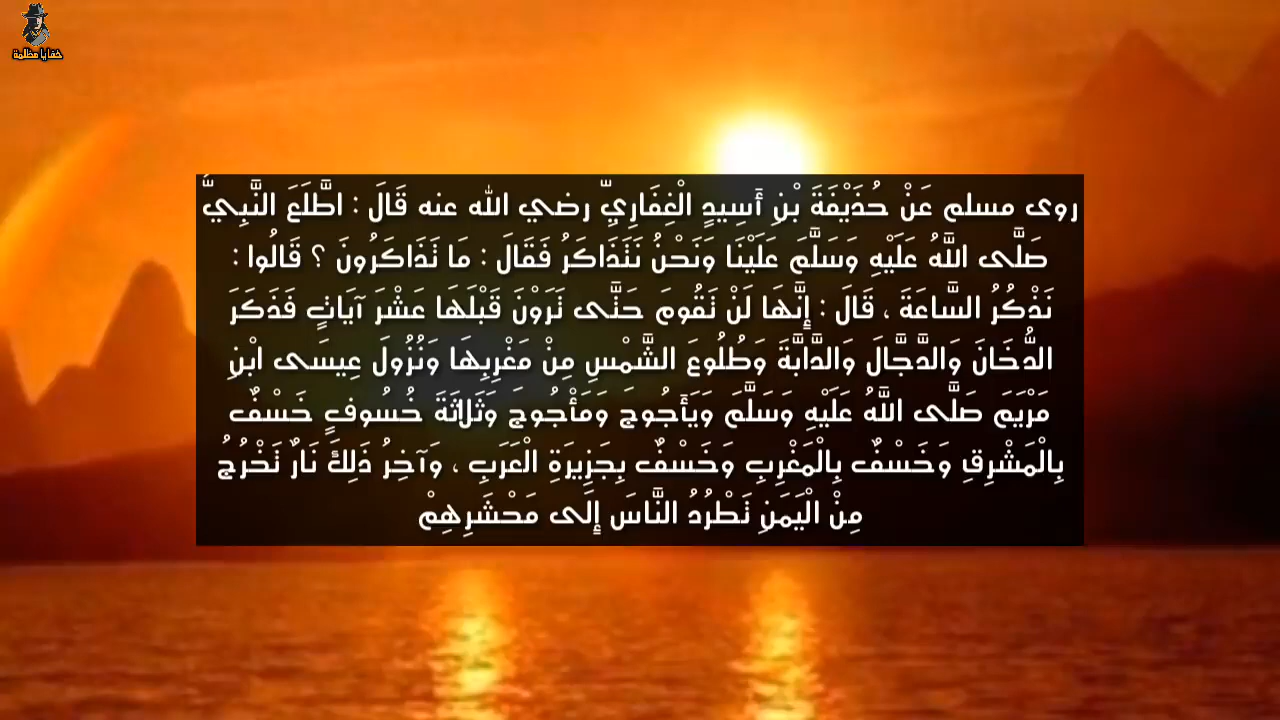 خفايا مظلمة
روى مسلم عَنْ حُذَيْفَةَ بْنِ أَسِيدٍ الْغِفَارِيِّ رضي الله عنه قَالَ : اطَّلَعَ النَّبِيُّ
صَلَّى اللَّهُ عَلَيْهِ وَسَلَّمَ عَلَيْنَا وَنَحْنُ نَتَذَاكَرُ فَقَالَ : مَا تَذَاكَرُونَ ؟ قَالُوا :
نَذْكُرُ السَّاعَةَ ، قَالَ : إِنَّهَا لَنْ تَقُومَ حَتَّى تَرَوْنَ قَبْلَهَا عَشْرَ آيَاتٍ فَذَكَرَ
الدُّخَانَ وَالدَّجَّالَ وَالدَّابَّةَ وَطُلُوعَ الشَّمْسِ مِنْ مَغْرِبِهَا وَنُزُولَ عِيسَى ابْنِ
مَرْيَمَ صَلَّى اللَّهُ عَلَيْهِ وَسَلَّمَ وَيَأَجُوجَ وَمَأْجُوجَ وَثَلَاثَةَ خُسُوفٍ خَسْفٌ
بِالْمَشْرِقِ وَخَسْفٌ بِالْمَغْرِبِ وَخَسْفٌ بِجَزِيرَةِ الْعَرَبِ ، وَآخِرُ ذَلِكَ نَارٌ تَخْرُجُ
مِنْ الْيَمَنِ تَطْرُدُ النَّاسَ إِلَى مَحْشَرِهِمْ